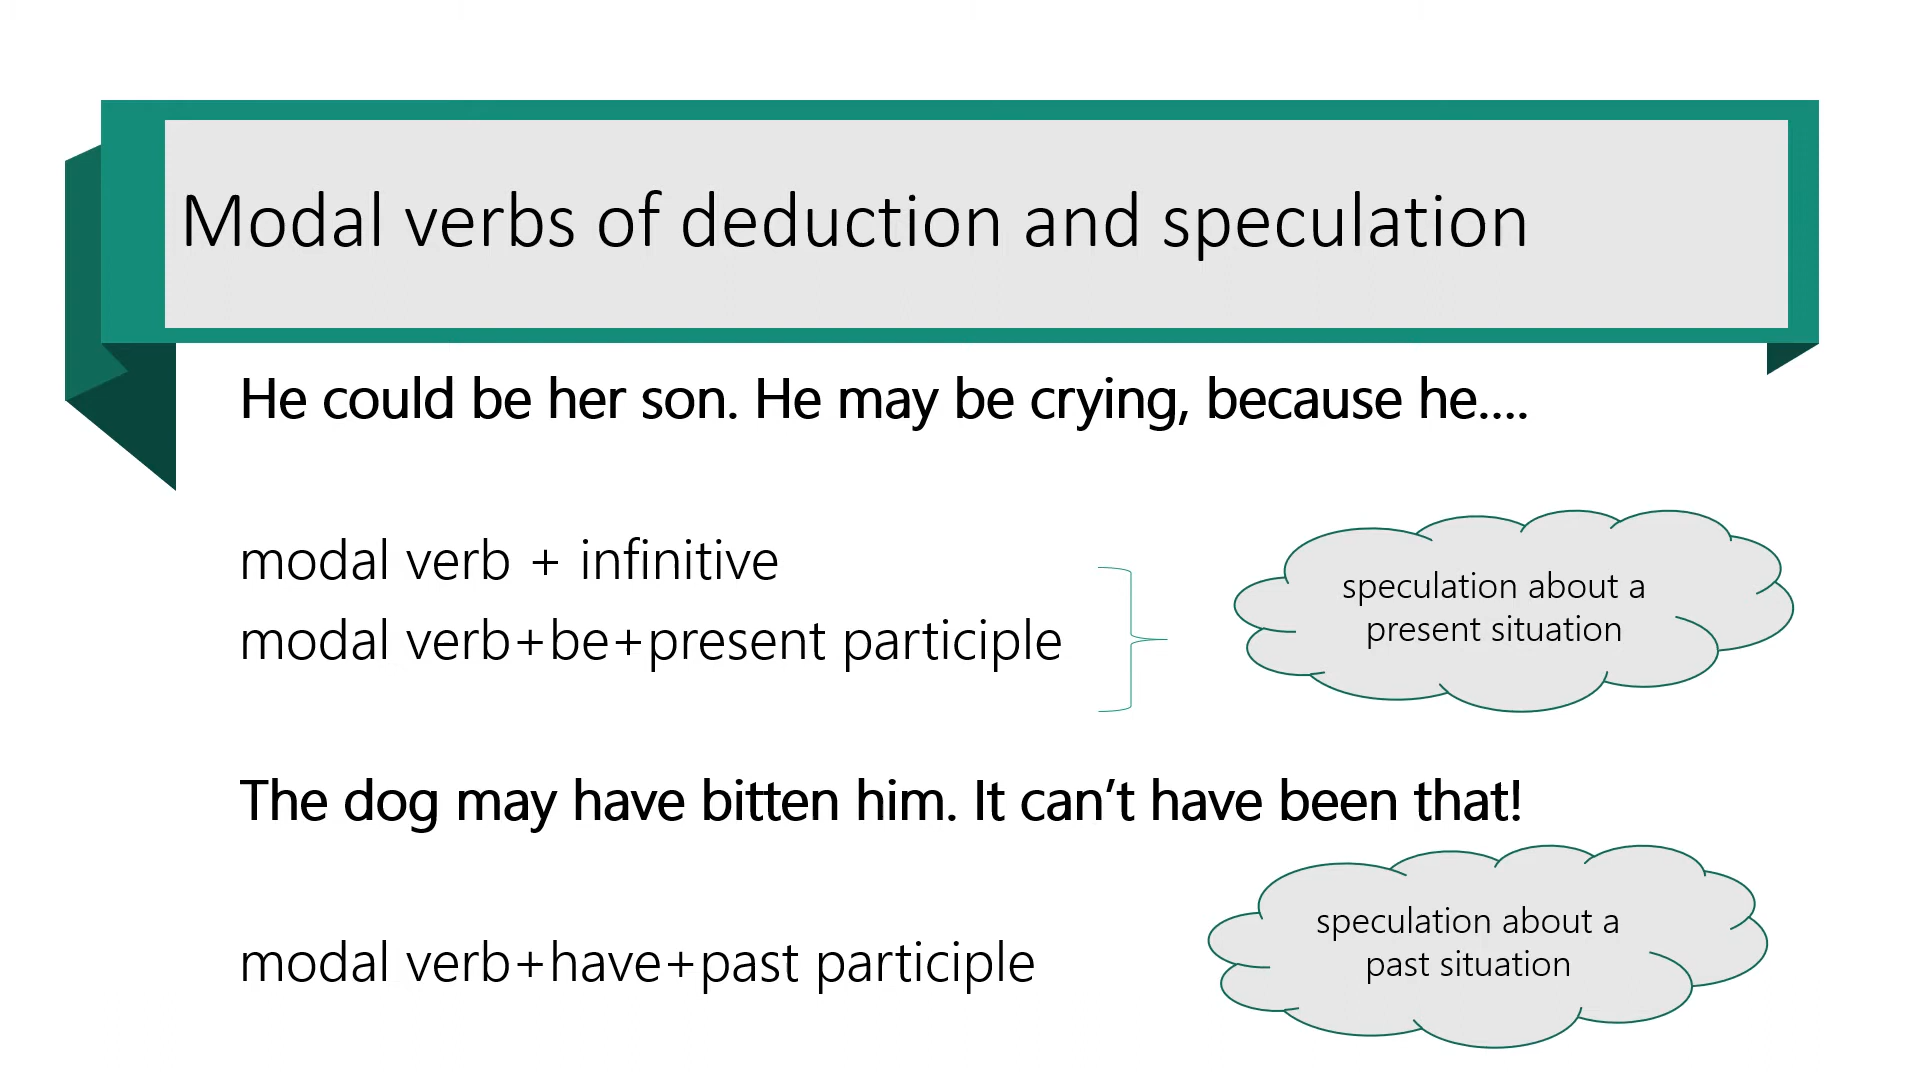 Modal verbs of deduction and speculation
He could be her son. He may be crying, because he....
modal verb + infinitive
modal verb+be+present participle
speculation about a
present situation
The dog may have bitten him. It can’t have been that!
modal verb+have+past participle
speculation about a
past situation